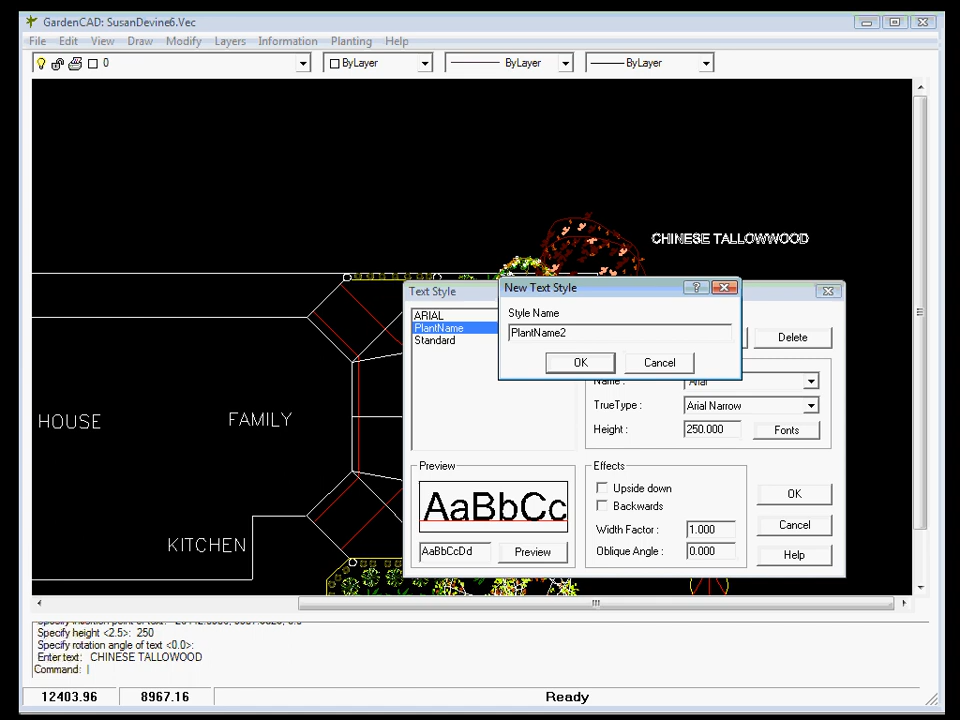 GardenCAD: SusanDevine6.Vec
File Edit View Draw Modify Layers Information Planting Help
0 ByLayer ByLayer ByLayer
CHINESE TALLOWWOOD
Text Style
New Text Style
Style Name
PlantName2
OK Cancel
ARIAL
PlantName
Standard
Delete
Name : Arial
TrueType : Arial Narrow
Height : 250.000 Fonts
HOUSE
FAMILY
KITCHEN
Preview
AaBbCc
AaBbCcDd Preview
Effects
Upside down
Backwards
Width Factor : 1.000
Oblique Angle : 0.000
OK
Cancel
Help
Specify height <2.5>: 250
Specify rotation angle of text <0.0>:
Enter text: CHINESE TALLOWOOD
Command:
12403.96 8967.16 Ready